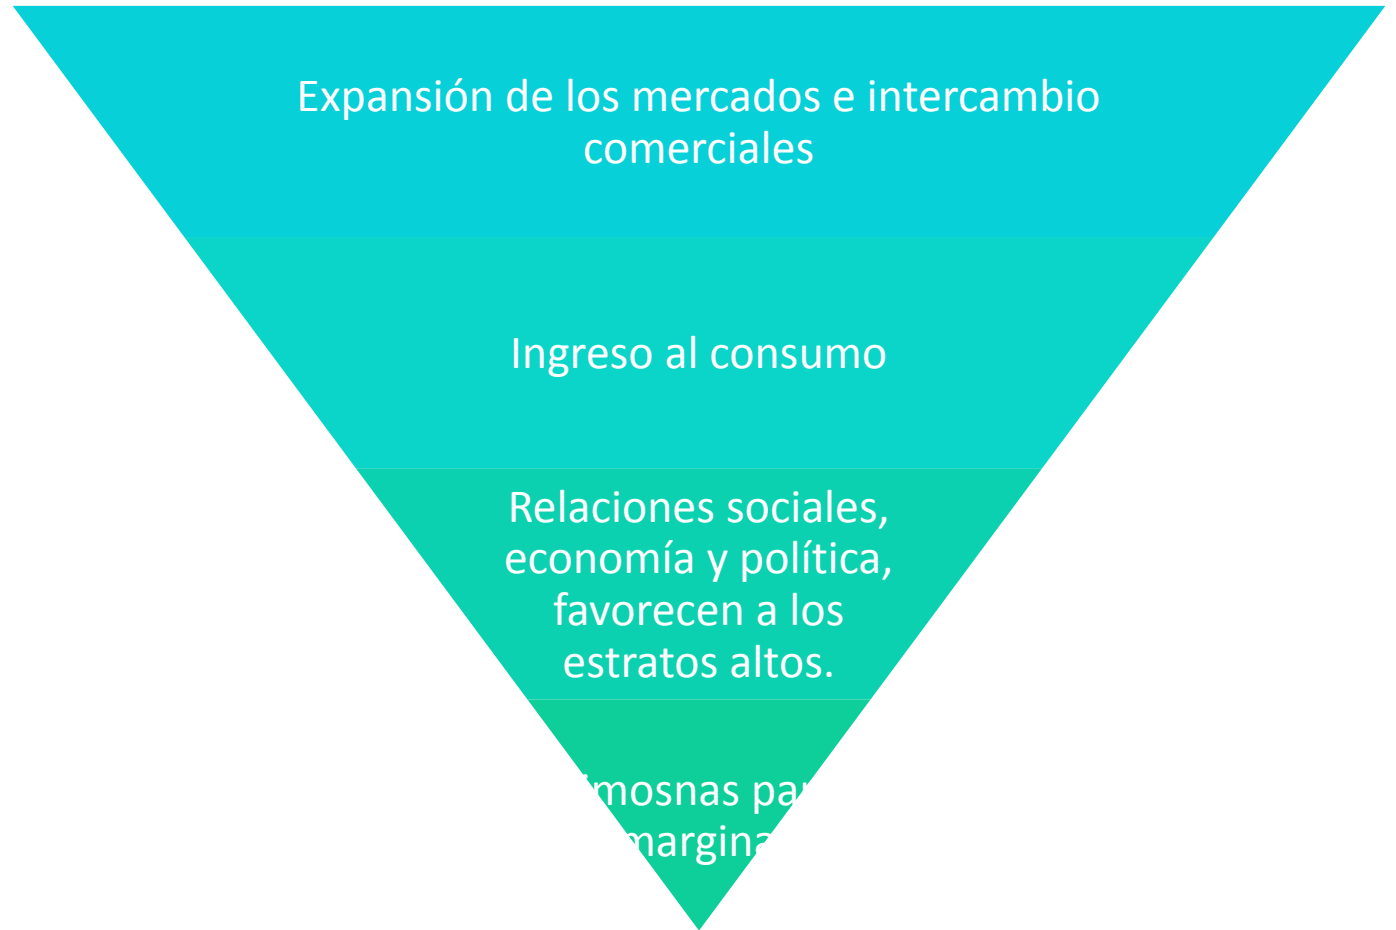 Expansión de los mercados e intercambio
comerciales
Ingreso al consumo
Relaciones sociales,
economía y política,
favorecen a los
estratos altos.